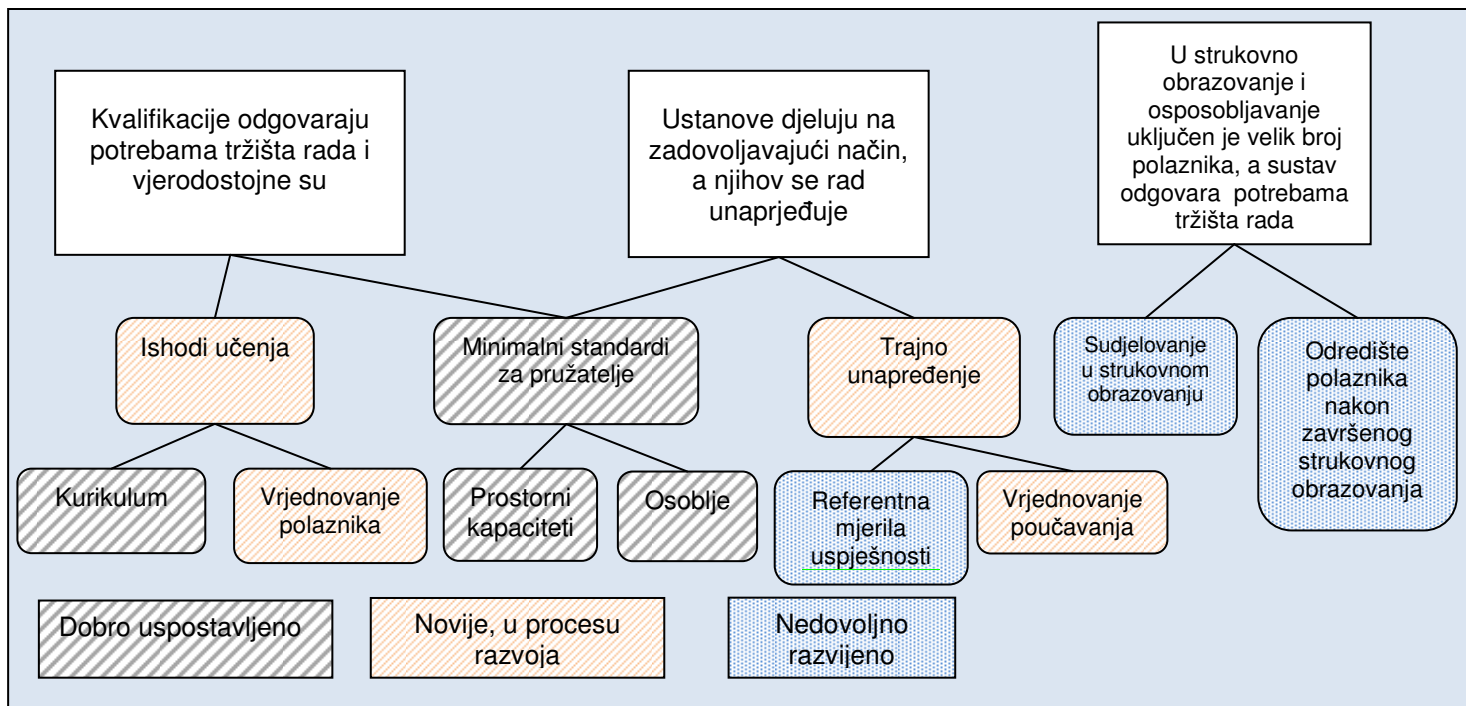 Kvalifikacije odgovaraju
potrebama tržišta rada i
vjerodostojne su
Ustanove djeluju na
zadovoljavajući način,
a njihov se rad
unaprjeđuje
U strukovno
obrazovanje i
osposobljavanje
uključen je velik broj
polaznika, a sustav
odgovara potrebama
tržišta rada
Ishodi učenja
Minimalni standardi
za pružatelje
Trajno
unapređenje
Sudjelovanje
u strukovnom
obrazovanju
Odredište
polaznika
nakon
završenog
strukovnog
obrazovanja
Kurikulum
Vrjednovanje
polaznika
Prostorni
kapaciteti
Osoblje
Referentna
mjerila
uspješnosti
Vrjednovanje
poučavanja
Dobro uspostavljeno
Novije, u procesu
razvoja
Nedovoljno
razvijeno